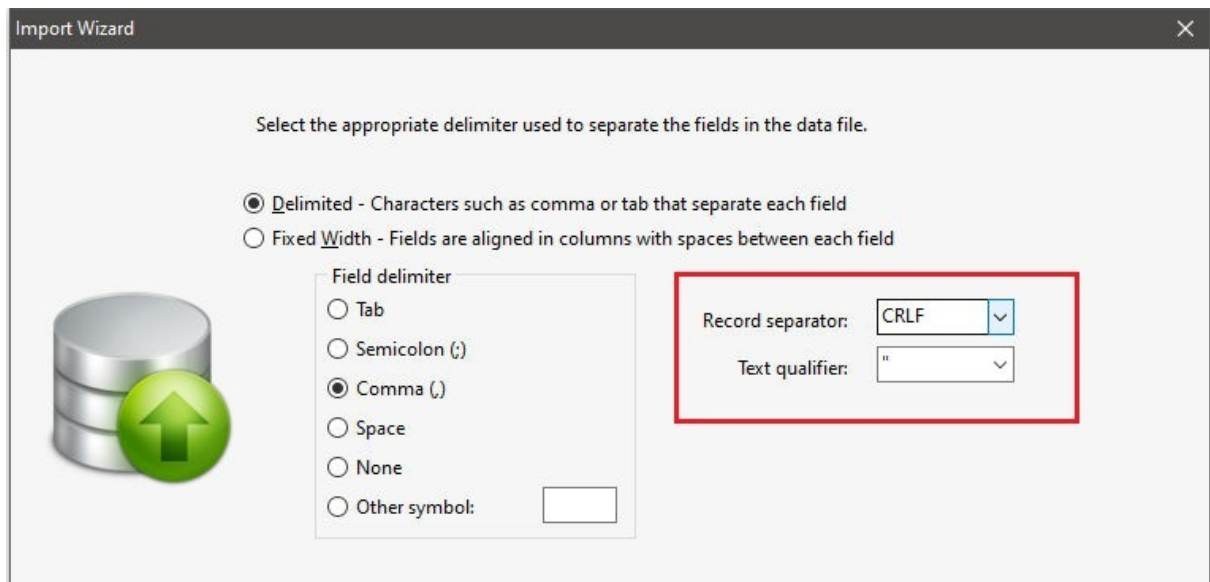 Import Wizard
Select the appropriate delimiter used to separate the fields in the data file.
Delimited - Characters such as comma or tab that separate each field
Fixed Width - Fields are aligned in columns with spaces between each field
Field delimiter
Tab
Semicolon (;)
Comma (,)
Space
None
Other symbol:
Record separator: CRLF
Text qualifier: "